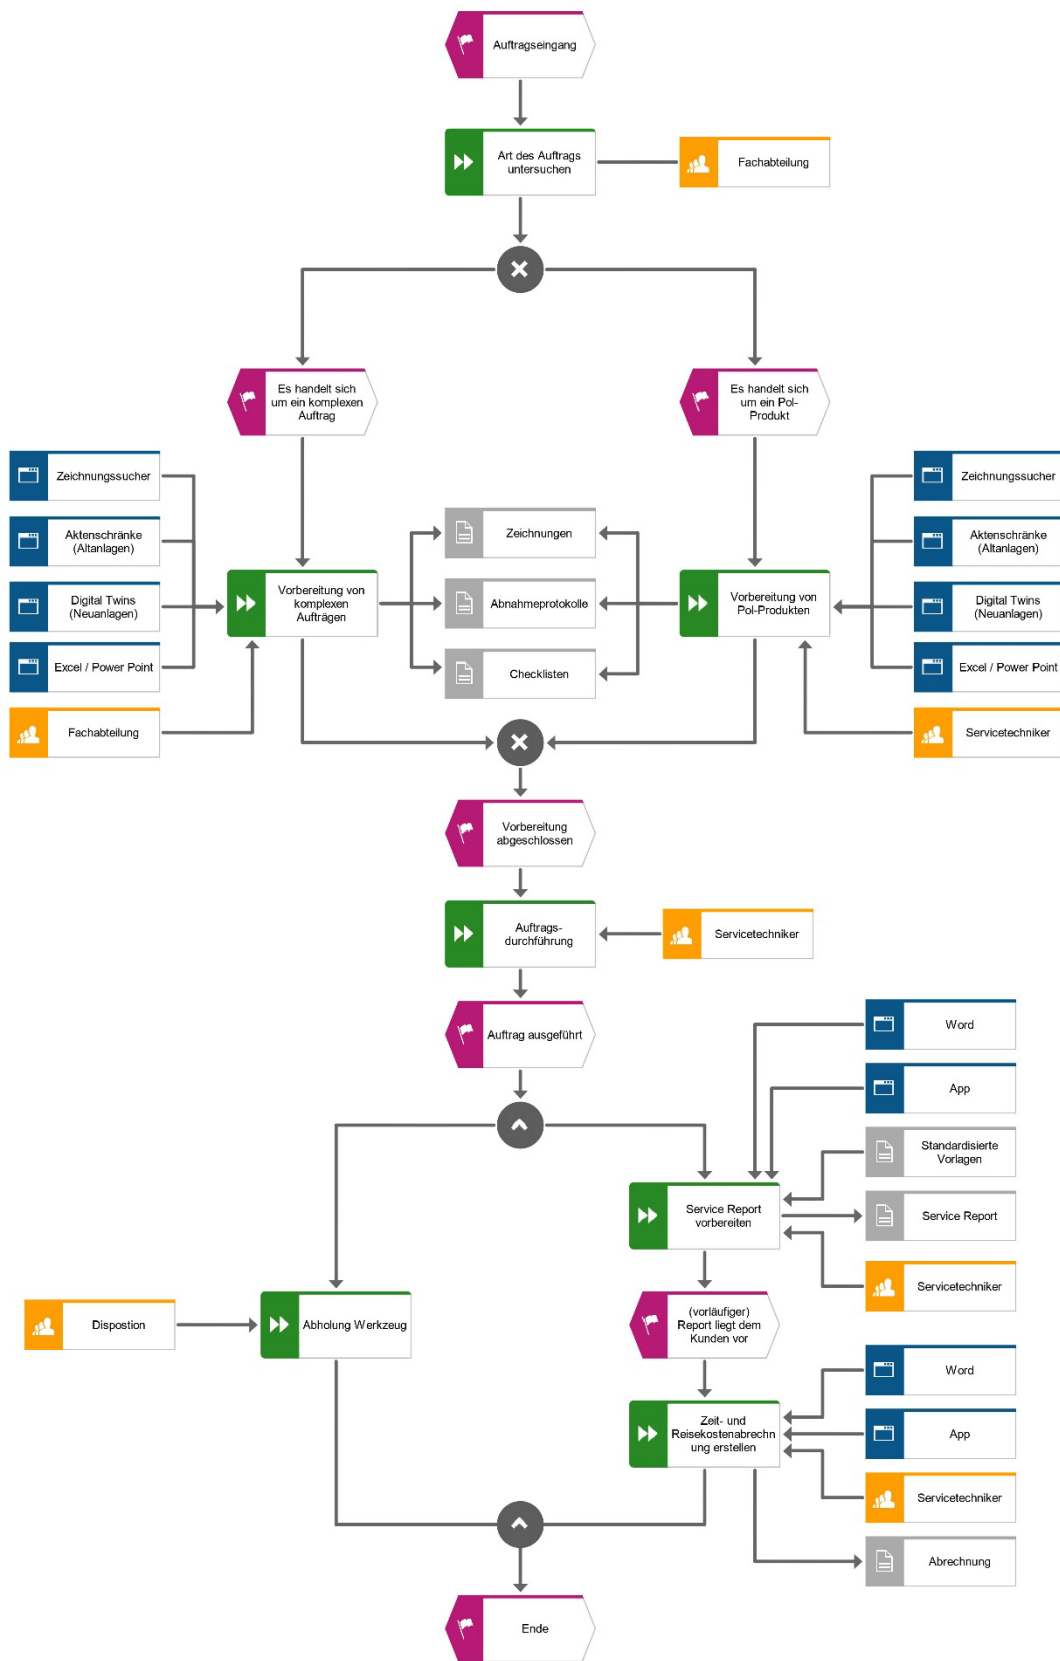 Auftragseingang
Art des Auftrags
untersuchen
Fachabteilung
Es handelt sich
um ein komplexen
Auftrag
Es handelt sich
um ein Pol-
Produkt
Zeichnungssucher
Aktenschränke
(Altanlagen)
Digital Twins
(Neuanlagen)
Excel / Power Point
Fachabteilung
Vorbereitung von
komplexen
Aufträgen
Zeichnungen
Abnahmeprotokolle
Checklisten
Vorbereitung von
Pol-Produkten
Zeichnungssucher
Aktenschränke
(Altanlagen)
Digital Twins
(Neuanlagen)
Excel / Power Point
Servicetechniker
Vorbereitung
abgeschlossen
Auftrags-
durchführung
Servicetechniker
Auftrag ausgeführt
Word
App
Standardisierte
Vorlagen
Service Report
vorbereiten
Service Report
Servicetechniker
Dispostion
Abholung Werkzeug
(vorläufiger)
Report liegt dem
Kunden vor
Word
Zeit- und
Reisekostenabrechn
ung erstellen
App
Servicetechniker
Abrechnung
Ende